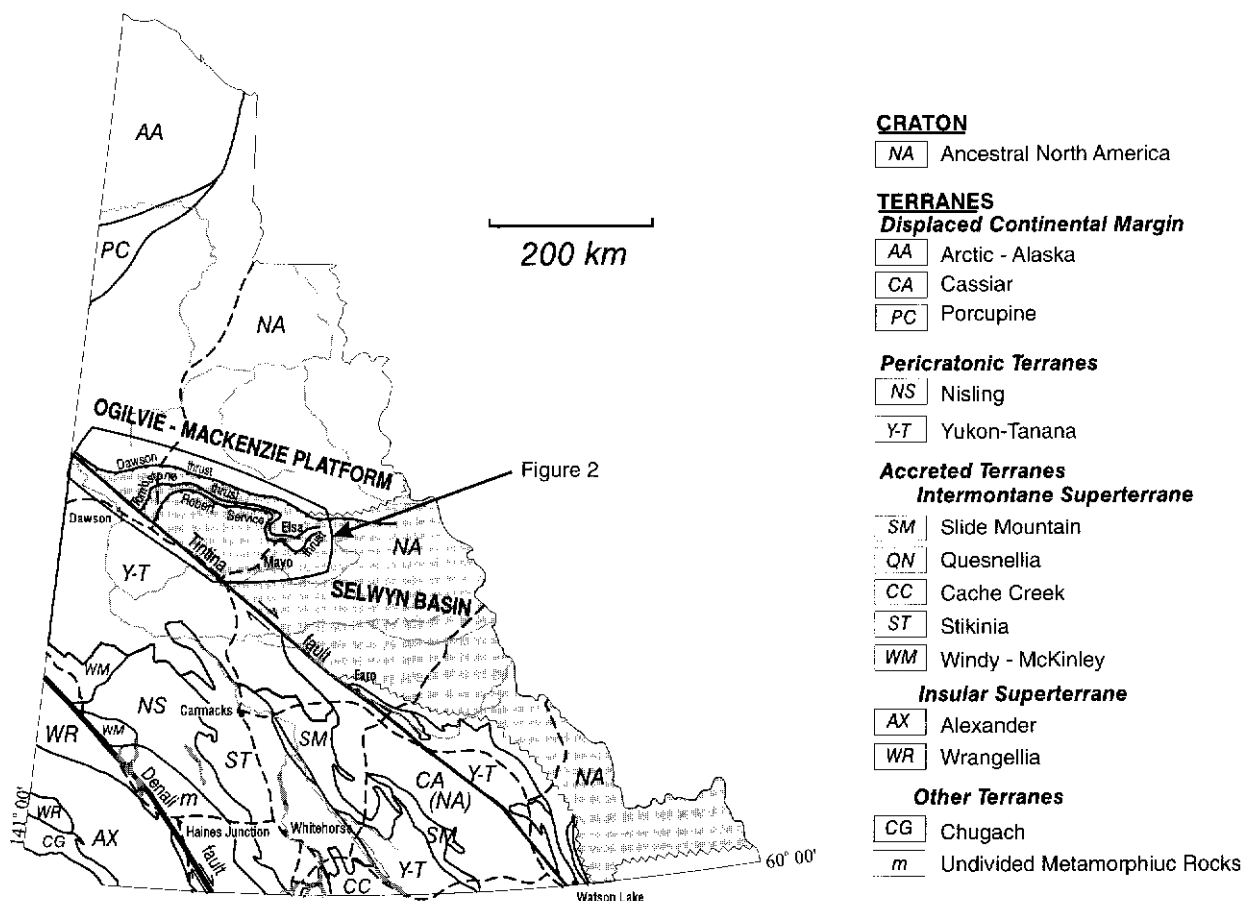 AA
PC
NA
200 km
OGILVIE - MACKENZIE PLATFORM
Figure 2
Dawson thrust
Tombstone thrust
Robert Service thrust
Elsa
Mayo
Dawson
Tintina fault
Y-T
NA
SELWYN BASIN
Faro
WM
NS
Carmacks
SM
WR
WM
ST
Denali fault
m
CA
(NA)
Y-T
NA
WR
AX
CG
Haines Junction
Whitehorse
SM
CC
Y-T
141° 00'
60° 00'
Watson Lake
CRATON
NA Ancestral North America
TERRANES
Displaced Continental Margin
AA Arctic - Alaska
CA Cassiar
PC Porcupine
Pericratonic Terranes
NS Nisling
Y-T Yukon-Tanana
Accreted Terranes
Intermontane Superterrane
SM Slide Mountain
QN Quesnellia
CC Cache Creek
ST Stikinia
WM Windy - McKinley
Insular Superterrane
AX Alexander
WR Wrangellia
Other Terranes
CG Chugach
m Undivided Metamorphiuc Rocks